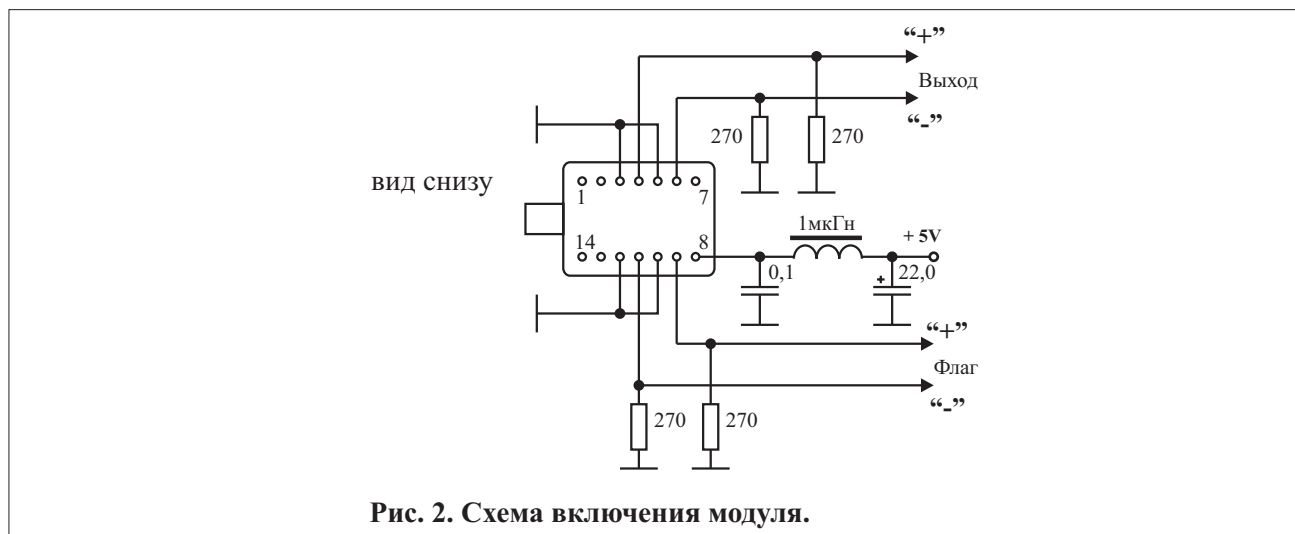 “+”
Выход
“-”
270
270
вид снизу
1
7
14
8
1мкГн
+ 5V
0,1
+
22,0
“+”
Флаг
“-”
270
270
Рис. 2. Схема включения модуля.